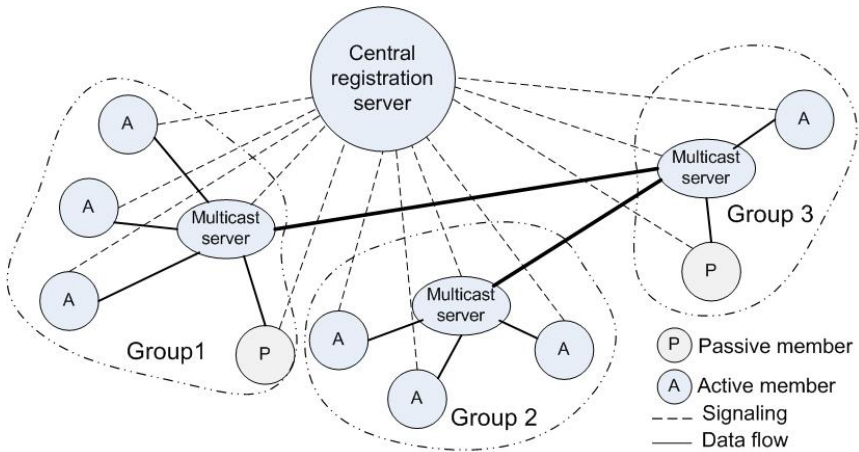 Central
registration
server
A
A
A
Multicast
server
P
Group1
A
A
A
Multicast
server
Group 2
A
Multicast
server
Group 3
P
P Passive member
A Active member
Signaling
Data flow